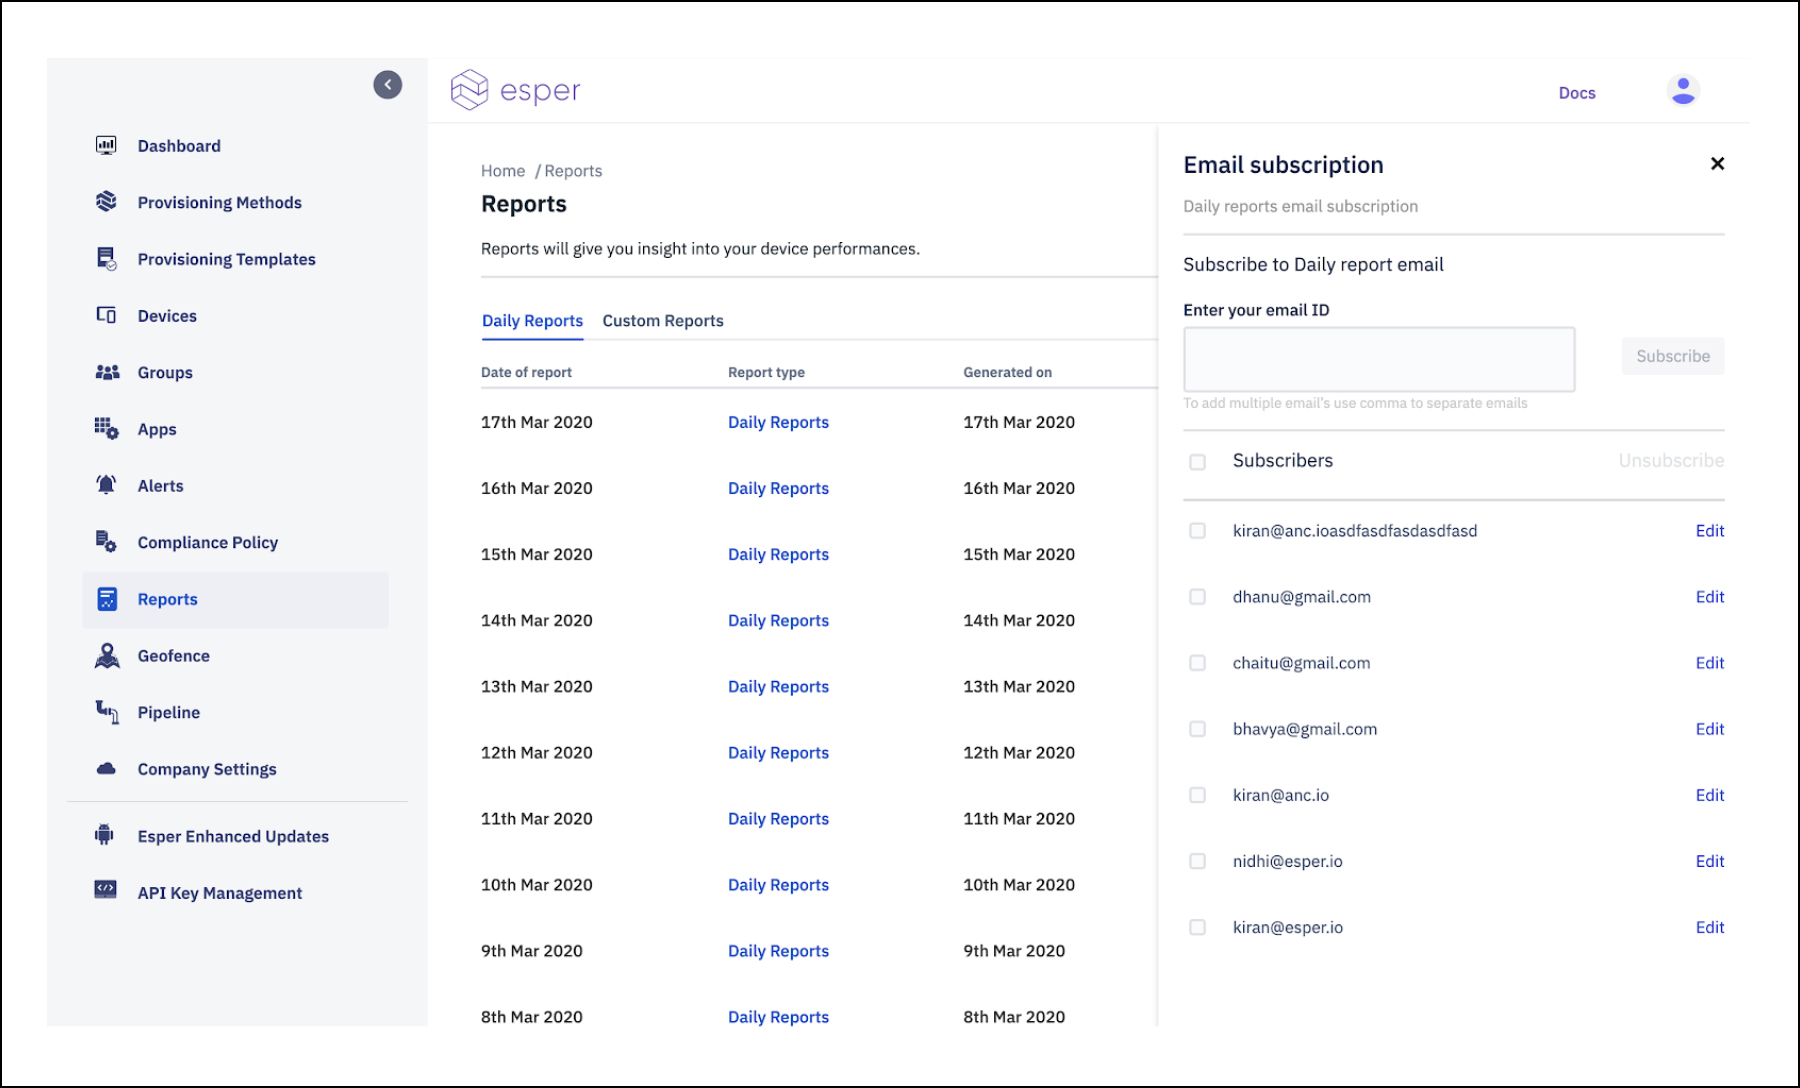 Dashboard
Provisioning Methods
Provisioning Templates
Devices
Groups
Apps
Alerts
Compliance Policy
Reports
Geofence
Pipeline
Company Settings
Esper Enhanced Updates
API Key Management
esper
Docs
Home / Reports
Reports
Reports will give you insight into your device performances.
Daily Reports Custom Reports
Date of report Report type Generated on
17th Mar 2020 Daily Reports 17th Mar 2020
16th Mar 2020 Daily Reports 16th Mar 2020
15th Mar 2020 Daily Reports 15th Mar 2020
14th Mar 2020 Daily Reports 14th Mar 2020
13th Mar 2020 Daily Reports 13th Mar 2020
12th Mar 2020 Daily Reports 12th Mar 2020
11th Mar 2020 Daily Reports 11th Mar 2020
10th Mar 2020 Daily Reports 10th Mar 2020
9th Mar 2020 Daily Reports 9th Mar 2020
8th Mar 2020 Daily Reports 8th Mar 2020
Email subscription
Daily reports email subscription
Subscribe to Daily report email
Enter your email ID
Subscribe
To add multiple email's use comma to separate emails
Subscribers Unsubscribe
kiran@anc.ioasdfasdfasdasdfasd Edit
dhanu@gmail.com Edit
chaitu@gmail.com Edit
bhavya@gmail.com Edit
kiran@anc.io Edit
nidhi@esper.io Edit
kiran@esper.io Edit